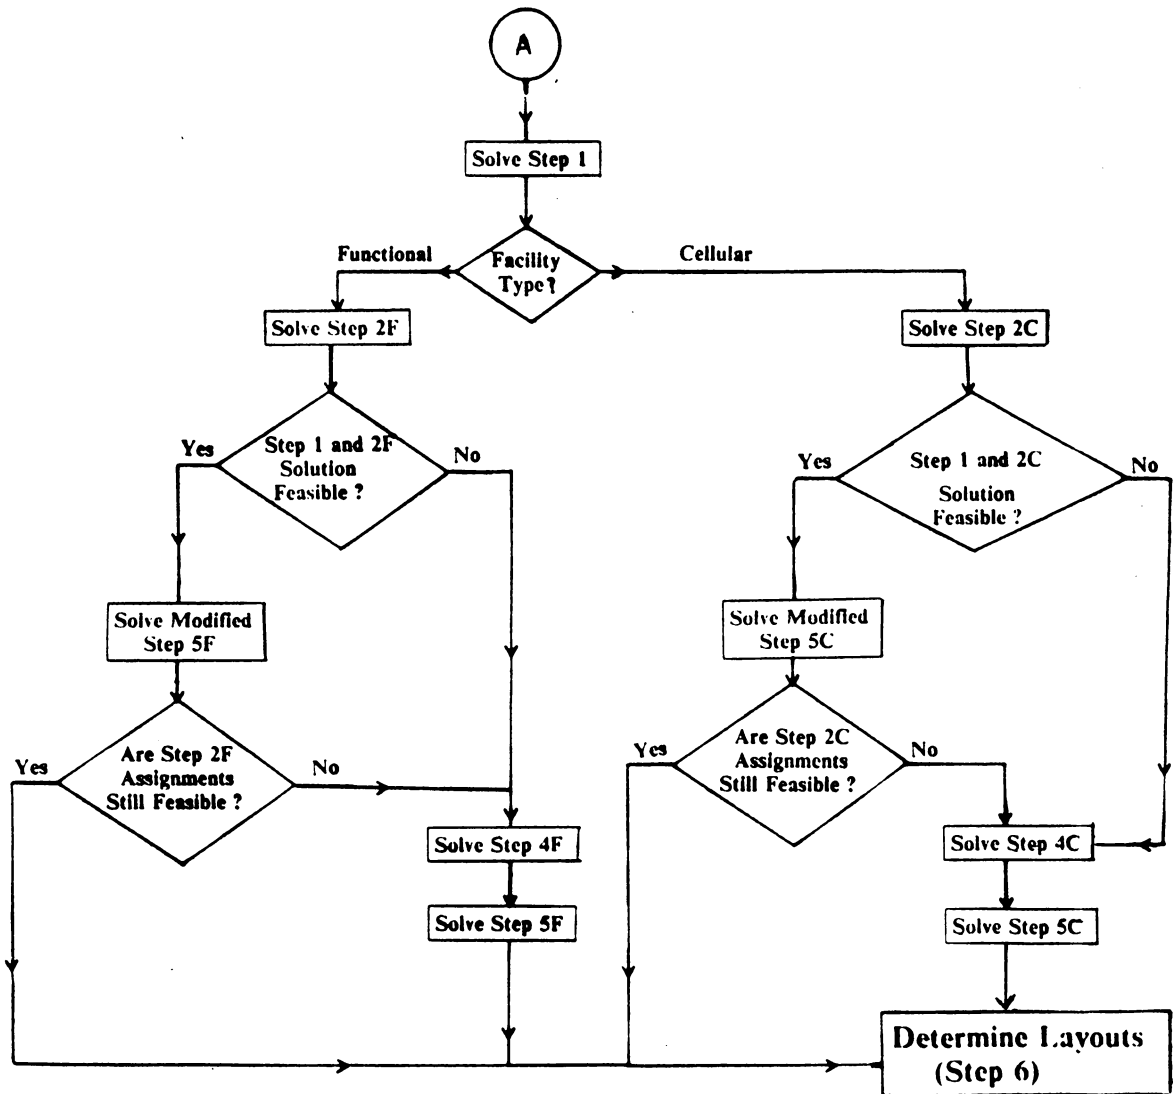 A
Solve Step 1
Functional
Facility
Type?
Cellular
Solve Step 2F
Solve Step 2C
Yes
Step 1 and 2F
Solution
Feasible ?
No
Yes
Step 1 and 2C
Solution
Feasible ?
No
Solve Modified
Step 5F
Solve Modified
Step 5C
Yes
Are Step 2F
Assignments
Still Feasible ?
No
Yes
Are Step 2C
Assignments
Still Feasible ?
No
Solve Step 4F
Solve Step 4C
Solve Step 5F
Solve Step 5C
Determine Layouts
(Step 6)